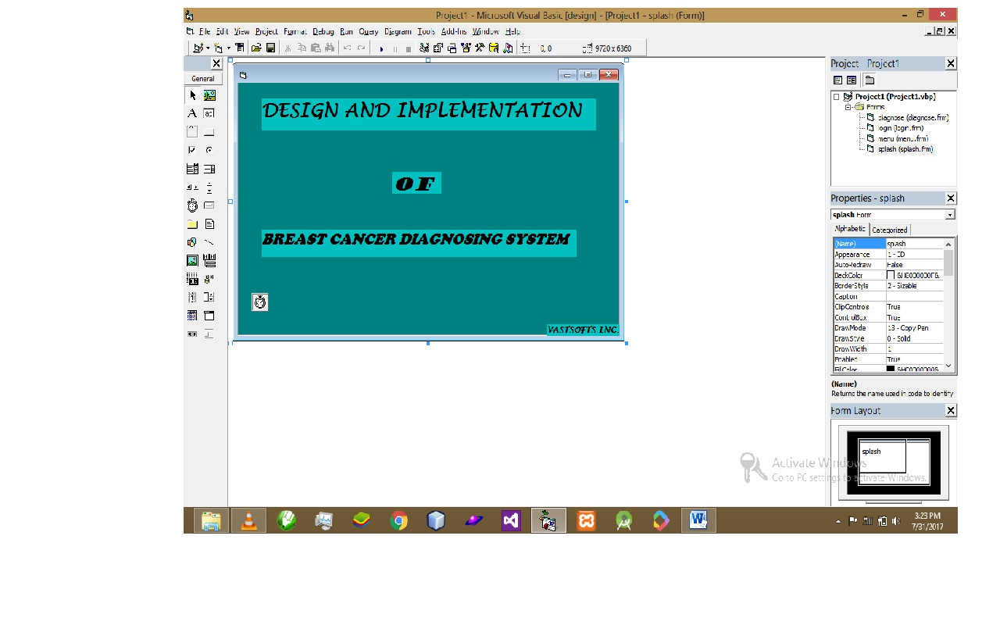 Project1 - Microsoft Visual Basic [design] - [Project1 - splash (Form)]
File Edit View Project Format Debug Run Query Diagram Tools Add-Ins Window Help
0, 0 9720 x 6360
General
DESIGN AND IMPLEMENTATION
OF
BREAST CANCER DIAGNOSING SYSTEM
VASTSOFTS INC.
Project - Project1
Project1 (Project1.vbp)
Forms
diagnose (diagnose.frm)
login (login.frm)
menu (menu.frm)
splash (splash.frm)
Properties - splash
splash Form
Alphabetic Categorized
(Name) splash
Appearance 1 - 3D
AutoRedraw False
BackColor &H8000000F&
BorderStyle 2 - Sizable
Caption
ClipControls True
ControlBox True
DrawMode 13 - Copy Pen
DrawStyle 0 - Solid
DrawWidth 1
Enabled True
FillColor &H00000000&
(Name)
Returns the name used in code to identify
Form Layout
splash
Activate Windows
Go to PC settings to activate Windows.
3:23 PM
7/31/2017